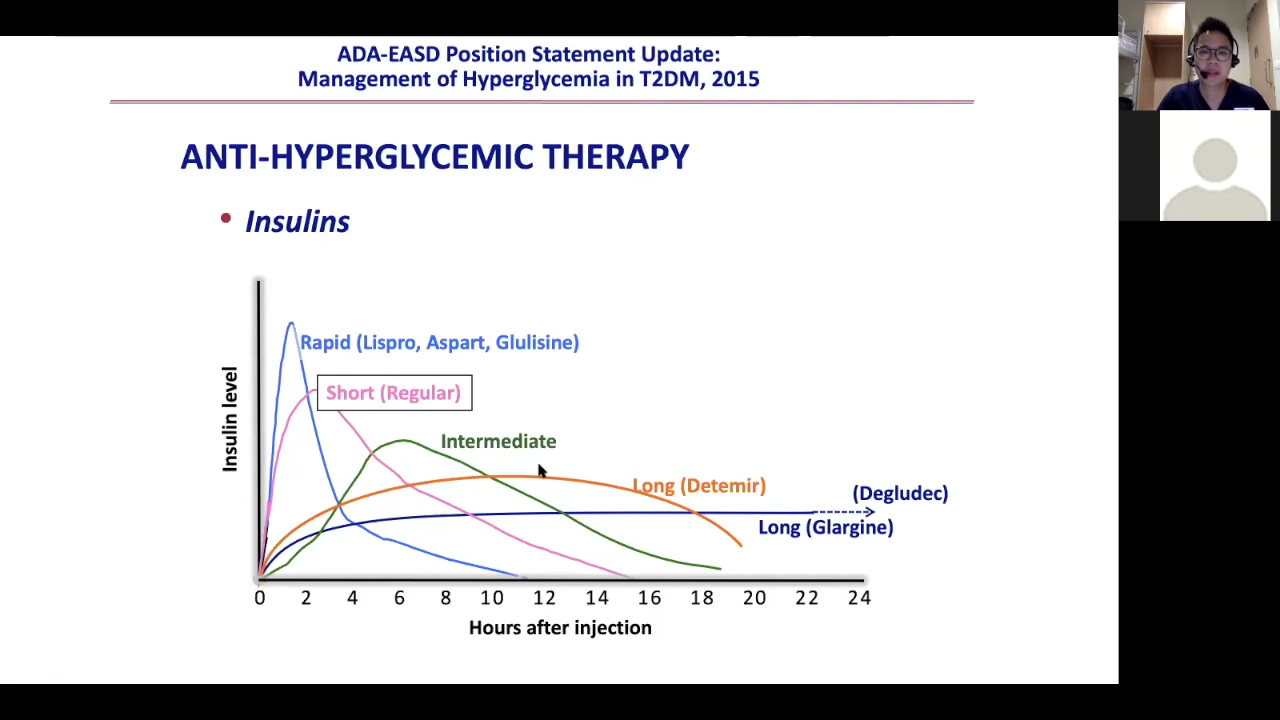 ADA-EASD Position Statement Update:
Management of Hyperglycemia in T2DM, 2015
ANTI-HYPERGLYCEMIC THERAPY
• Insulins
Rapid (Lispro, Aspart, Glulisine)
Short (Regular)
Intermediate
Long (Detemir)
(Degludec)
Long (Glargine)
Insulin level
0 2 4 6 8 10 12 14 16 18 20 22 24
Hours after injection